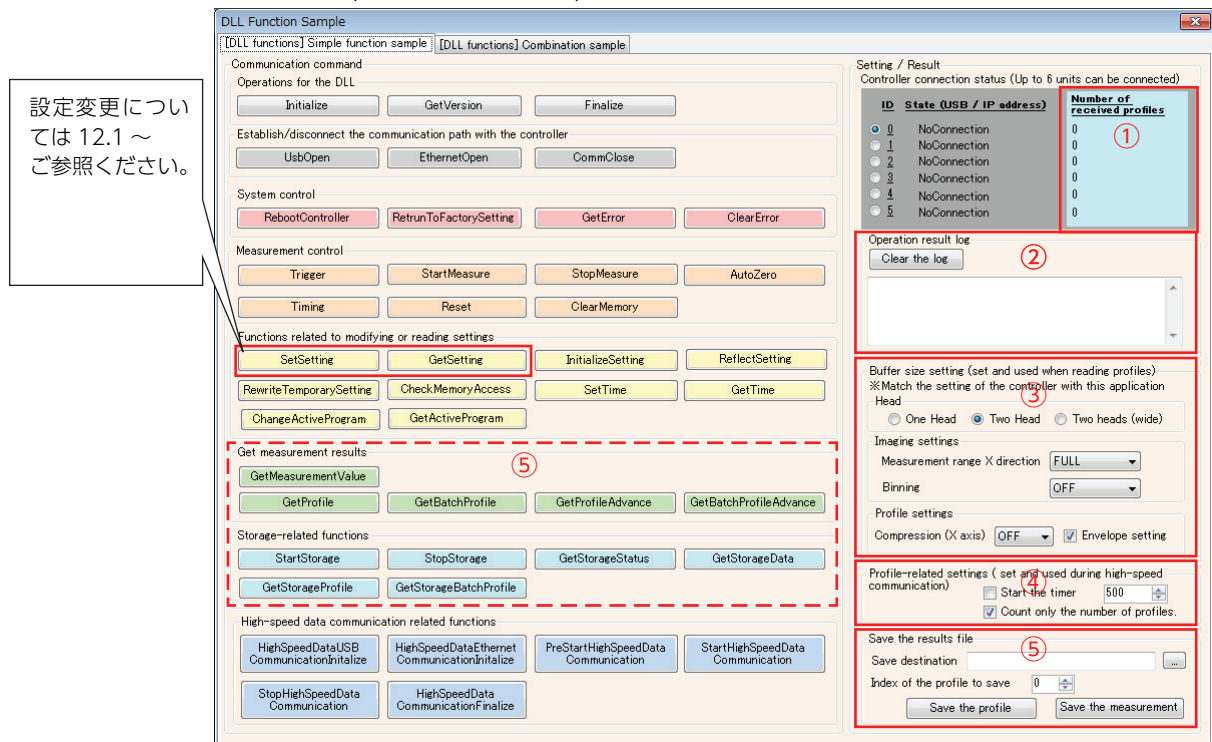 DLL Function Sample
[DLL functions] Simple function sample [DLL functions] Combination sample
設定変更につい
ては 12.1 ～
ご参照ください。
Communication command
Operations for the DLL
Initialize GetVersion Finalize
Establish/disconnect the communication path with the controller
UsbOpen EthernetOpen CommClose
System control
RebootController RetrunToFactorySetting GetError ClearError
Measurement control
Trigger StartMeasure StopMeasure AutoZero
Timing Reset ClearMemory
Functions related to modifying or reading settings
SetSetting GetSetting InitializeSetting ReflectSetting
RewriteTemporarySetting CheckMemoryAccess SetTime GetTime
ChangeActiveProgram GetActiveProgram
Get measurement results
⑤
GetMeasurementValue
GetProfile GetBatchProfile GetProfileAdvance GetBatchProfileAdvance
Storage-related functions
StartStorage StopStorage GetStorageStatus GetStorageData
GetStorageProfile GetStorageBatchProfile
High-speed data communication related functions
HighSpeedDataUSB
CommunicationInitalize
HighSpeedDataEthernet
CommunicationInitalize
PreStartHighSpeedData
Communication
StartHighSpeedData
Communication
StopHighSpeedData
Communication
HighSpeedData
CommunicationFinalize
Setting / Result
Controller connection status (Up to 6 units can be connected)
ID State (USB / IP address) Number of
received profiles
①
0 NoConnection 0
1 NoConnection 0
2 NoConnection 0
3 NoConnection 0
4 NoConnection 0
5 NoConnection 0
Operation result log
Clear the log
②
Buffer size setting (set and used when reading profiles)
※Match the setting of the controller with this application
③
Head
One Head Two Head Two heads (wide)
Imaging settings
Measurement range X direction FULL
Binning OFF
Profile settings
Compression (X axis) OFF Envelope setting
Profile-related settings ( set and used during high-speed
communication)
④
Start the timer 500
Count only the number of profiles.
Save the results file
⑤
Save destination ...
Index of the profile to save 0
Save the profile Save the measurement